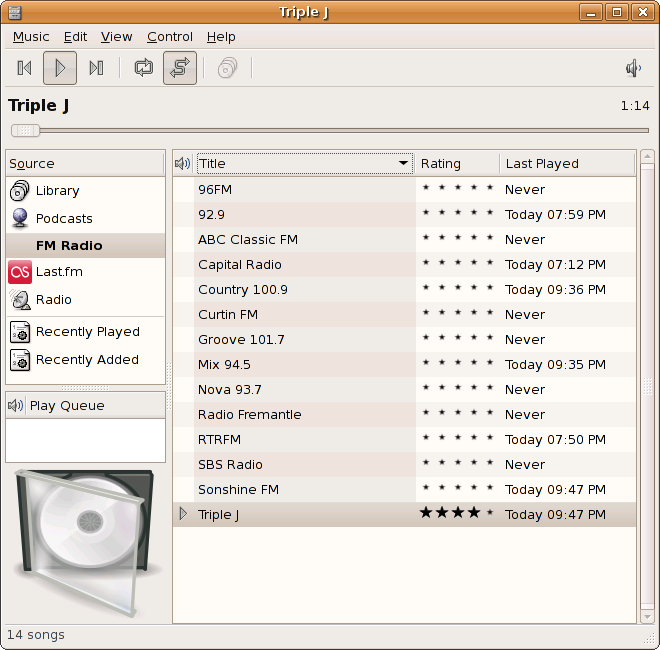 Triple J
Music Edit View Control Help
Triple J 1:14
Source
Library
Podcasts
FM Radio
Last.fm
Radio
Recently Played
Recently Added
Play Queue
Title Rating Last Played
96FM Never
92.9 Today 07:59 PM
ABC Classic FM Never
Capital Radio Today 07:12 PM
Country 100.9 Today 09:36 PM
Curtin FM Never
Groove 101.7 Never
Mix 94.5 Today 09:35 PM
Nova 93.7 Never
Radio Fremantle Never
RTRFM Today 07:50 PM
SBS Radio Never
Sonshine FM Today 09:47 PM
Triple J Today 09:47 PM
14 songs